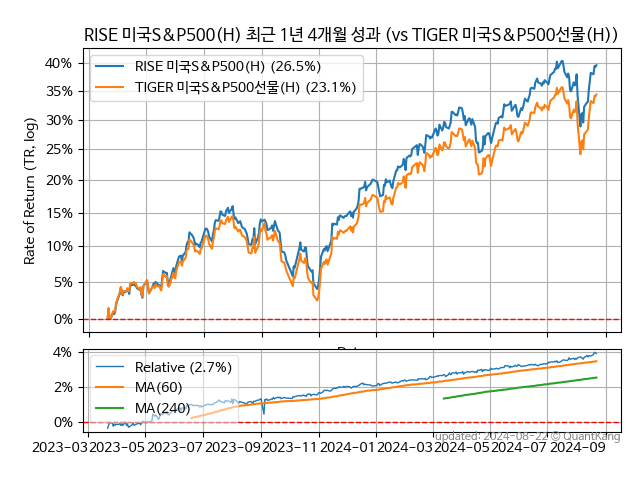 RISE 미국S&P500(H) 최근 1년 4개월 성과 (vs TIGER 미국S&P500선물(H))
Rate of Return (TR, log)
40%
35%
30%
25%
20%
15%
10%
5%
0%
RISE 미국S&P500(H) (26.5%)
TIGER 미국S&P500선물(H) (23.1%)
4%
2%
0%
Relative (2.7%)
MA(60)
MA(240)
2023-03 2023-05 2023-07 2023-09 2023-11 2024-01 2024-03 2024-05 2024-07 2024-09
updated: 2024-08-22 © QuantKang